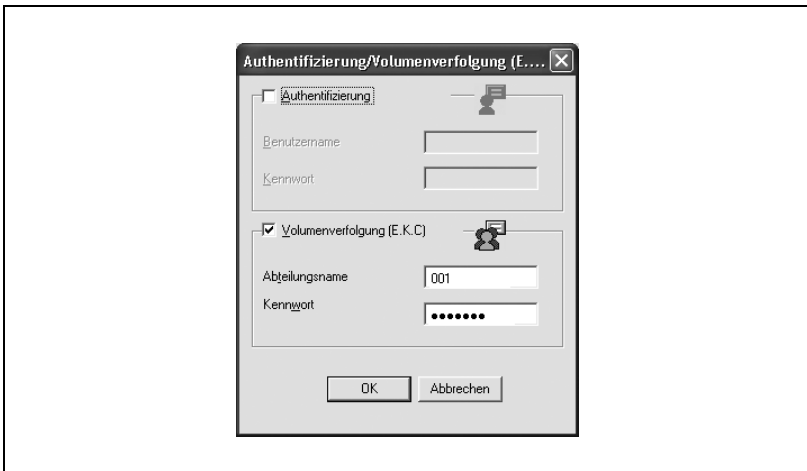 Authentifizierung/Volumenverfolgung (E....
Authentifizierung
Benutzername
Kennwort
Volumenverfolgung (E.K.C)
Abteilungsname 001
Kennwort •••••••
OK Abbrechen